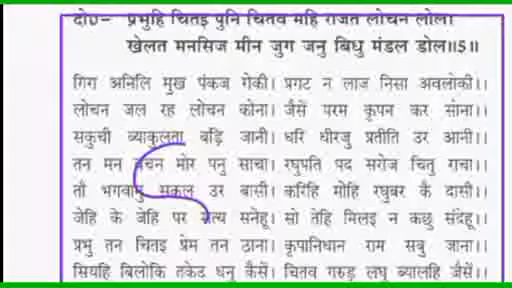 दो०- प्रभुहि चितइ पुनि चितव महि राजत लोचन लोल।
खेलत मनसिज मीन जुग जनु बिधु मंडल डोल॥5॥
गिरा अनिलि मुख पंकज रोकी। प्रगट न लाज निसा अवलोकी।।
लोचन जल रह लोचन कोना। जैसें परम कृपन कर सोना।।
सकुची ब्याकुलता बड़ि जानी। धरि धीरजु प्रतीति उर आनी।।
तन मन बचन मोर पनु साचा। रघुपति पद सरोज चितु राचा।।
तौ भगवानु सकल उर बासी। करिहि मोहि रघुबर कै दासी।।
जेहि के जेहि पर सत्य सनेहू। सो तेहि मिलइ न कछु संदेहू।।
प्रभु तन चितइ प्रेम तन ठाना। कृपानिधान राम सबु जाना।।
सियहि बिलोकि तकेउ धनु कैसें। चितव गरुड़ लघु ब्यालहि जैसें।।